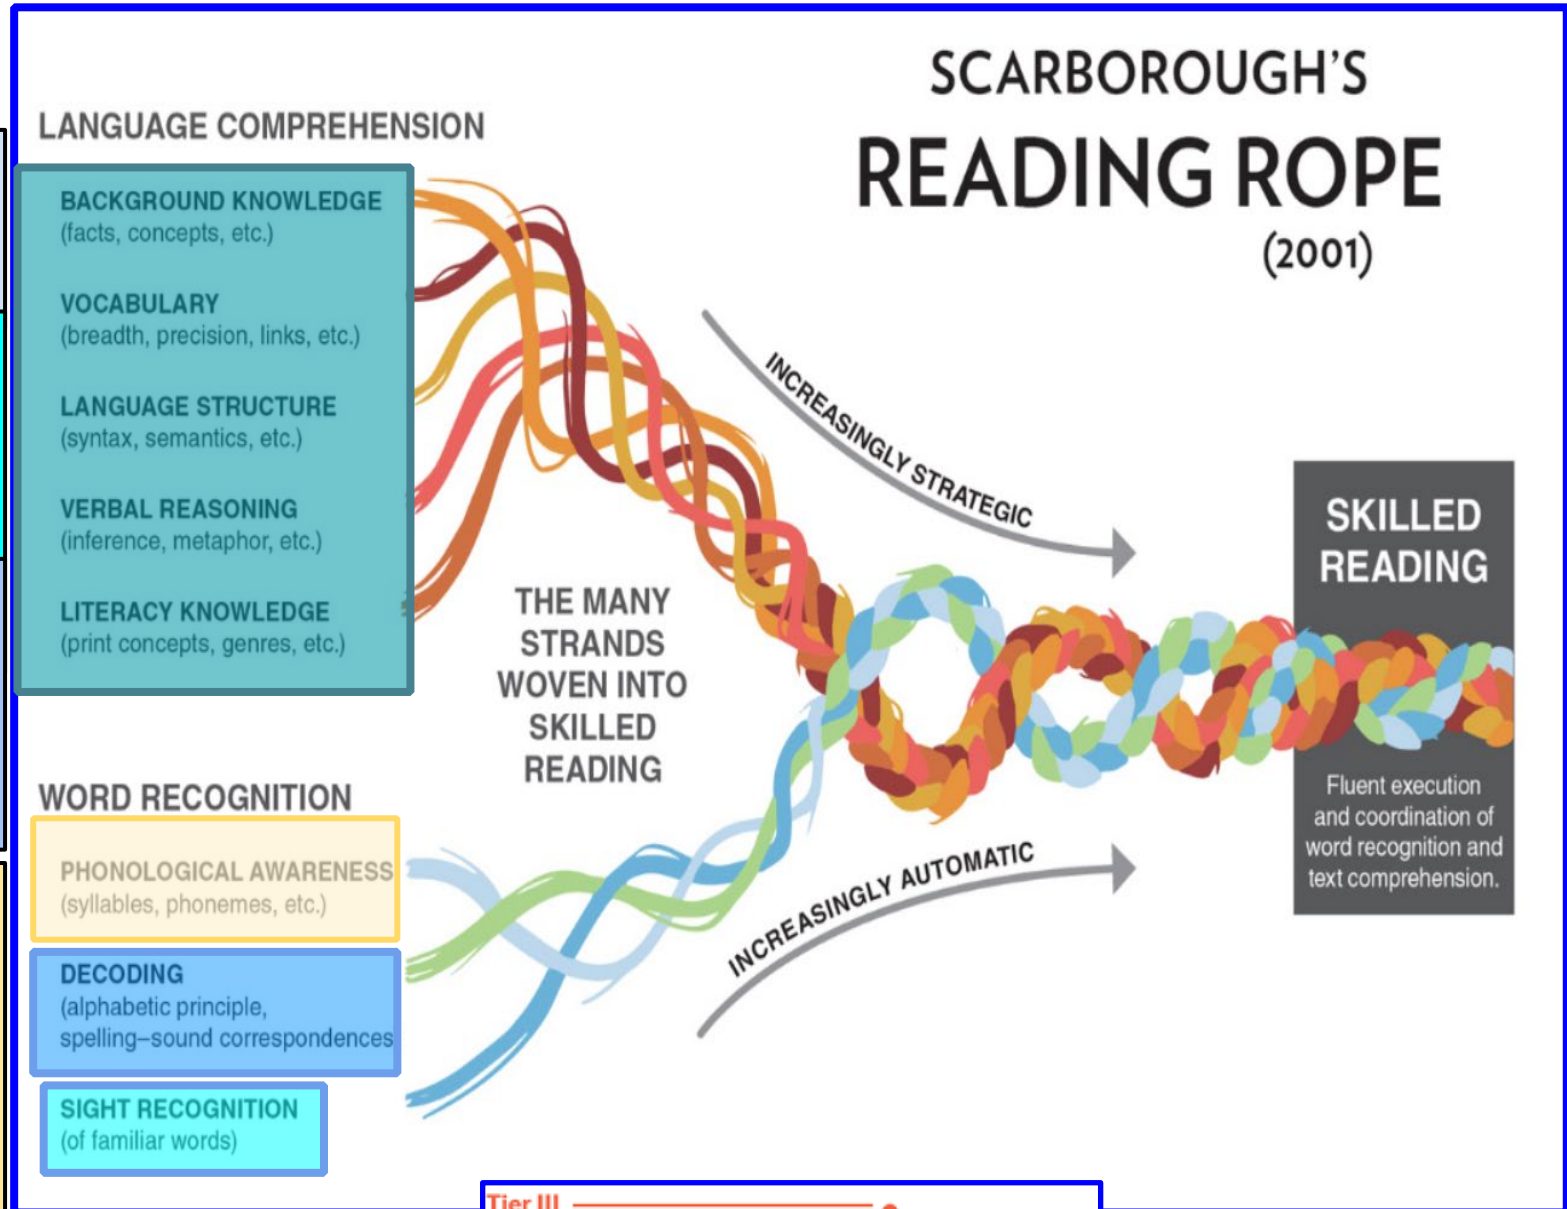 SCARBOROUGH'S
READING ROPE
(2001)
LANGUAGE COMPREHENSION
BACKGROUND KNOWLEDGE
(facts, concepts, etc.)
VOCABULARY
(breadth, precision, links, etc.)
LANGUAGE STRUCTURE
(syntax, semantics, etc.)
VERBAL REASONING
(inference, metaphor, etc.)
LITERACY KNOWLEDGE
(print concepts, genres, etc.)
INCREASINGLY STRATEGIC
THE MANY
STRANDS
WOVEN INTO
SKILLED
READING
SKILLED
READING
Fluent execution
and coordination of
word recognition and
text comprehension.
WORD RECOGNITION
PHONOLOGICAL AWARENESS
(syllables, phonemes, etc.)
DECODING
(alphabetic principle,
spelling–sound correspondences
SIGHT RECOGNITION
(of familiar words)
INCREASINGLY AUTOMATIC
Tier III